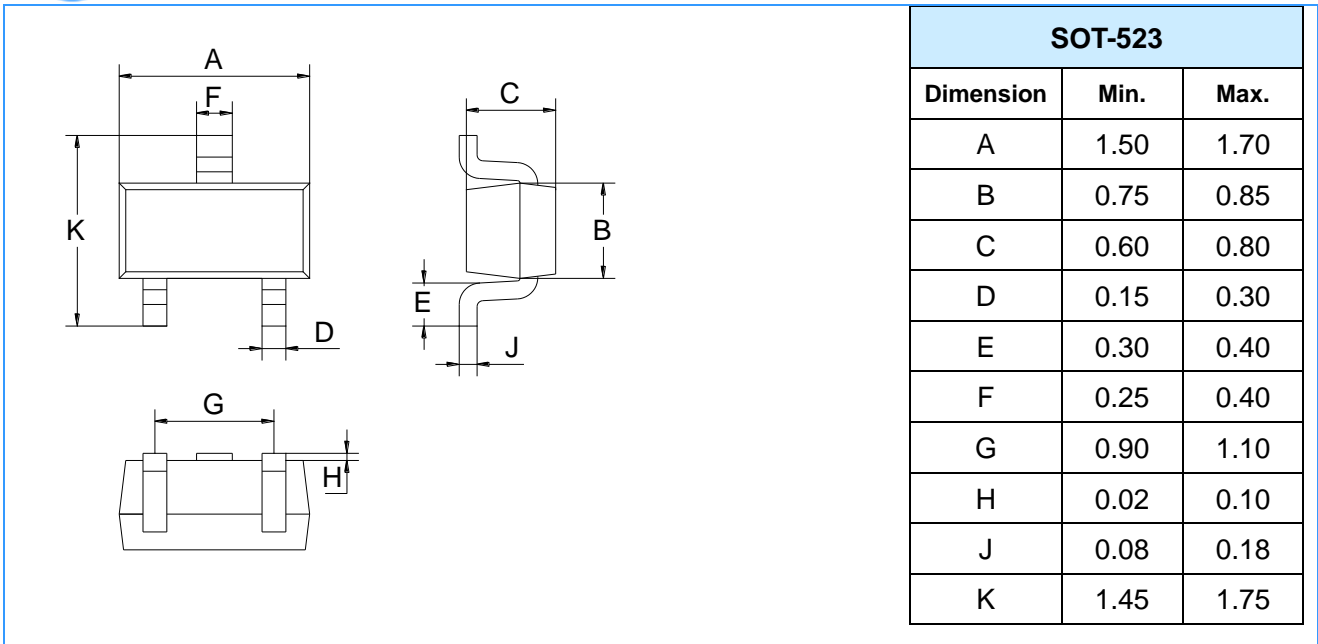 A
F
K
D
C
B
E
J
G
H
SOT-523
Dimension Min. Max.
A 1.50 1.70
B 0.75 0.85
C 0.60 0.80
D 0.15 0.30
E 0.30 0.40
F 0.25 0.40
G 0.90 1.10
H 0.02 0.10
J 0.08 0.18
K 1.45 1.75